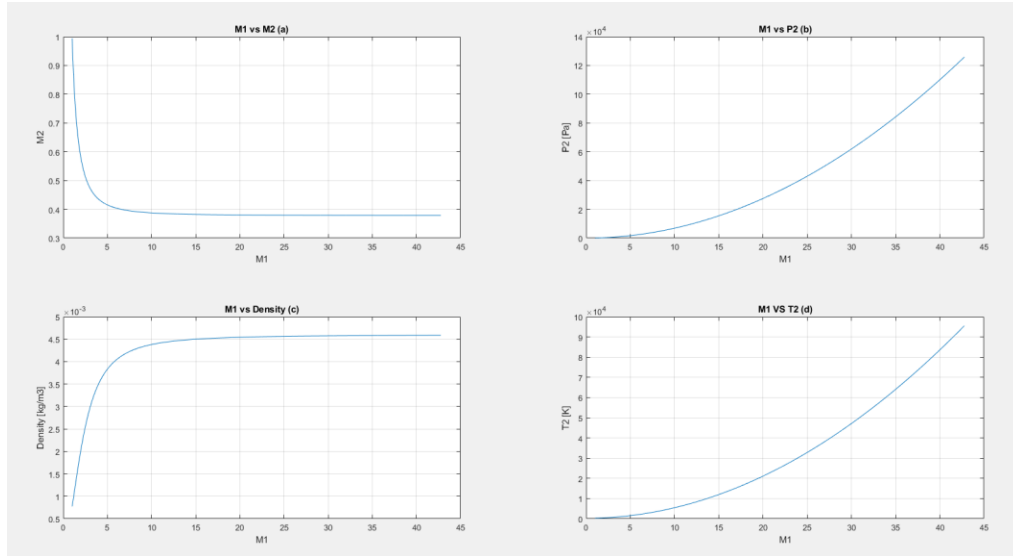 M1 vs M2 (a)
1
0.9
0.8
0.7
0.6
0.5
0.4
0.3
M2
0 5 10 15 20 25 30 35 40 45
M1
M1 vs P2 (b)
×10^4
14
12
10
8
6
4
2
0
P2 [Pa]
0 5 10 15 20 25 30 35 40 45
M1
M1 vs Density (c)
×10^-3
5
4.5
4
3.5
3
2.5
2
1.5
1
0.5
Density [kg/m3]
0 5 10 15 20 25 30 35 40 45
M1
M1 VS T2 (d)
×10^4
10
9
8
7
6
5
4
3
2
1
0
T2 [K]
0 5 10 15 20 25 30 35 40 45
M1